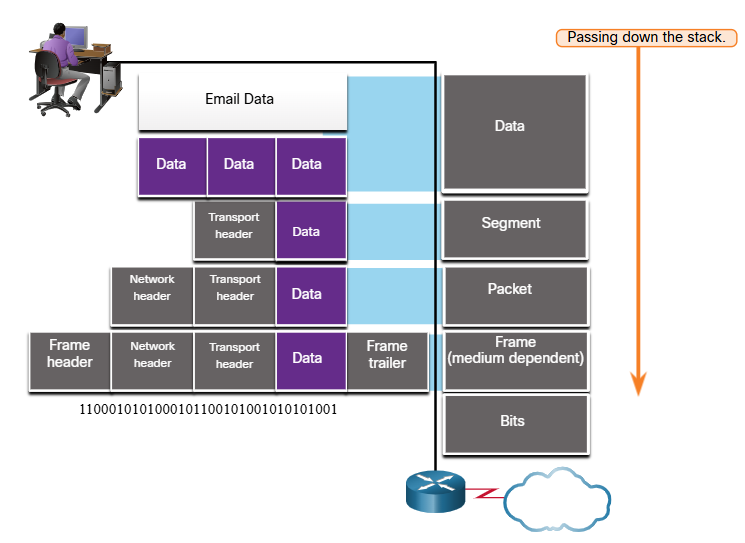 Passing down the stack.
Email Data
Data
Data
Data
Data
Transport
header
Data
Segment
Network
header
Transport
header
Data
Packet
Frame
header
Network
header
Transport
header
Data
Frame
trailer
Frame
(medium dependent)
11000101010001011001010010101001
Bits